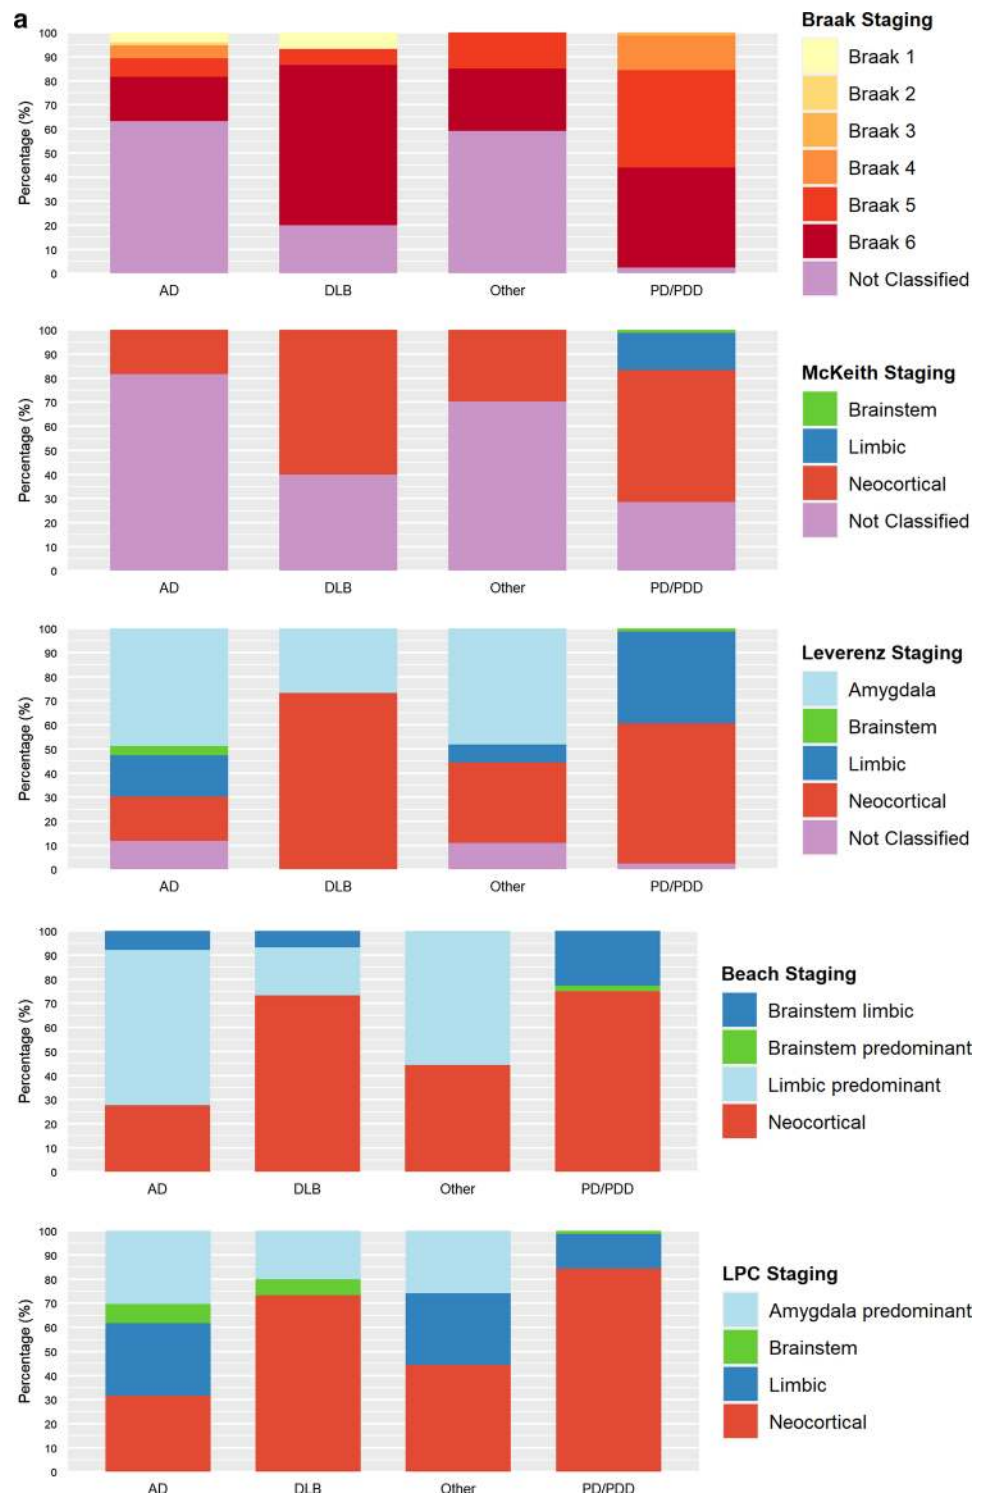 a
Percentage (%)
100
90
80
70
60
50
40
30
20
10
0
AD DLB Other PD/PDD
Braak Staging
Braak 1
Braak 2
Braak 3
Braak 4
Braak 5
Braak 6
Not Classified
Percentage (%)
100
90
80
70
60
50
40
30
20
10
0
AD DLB Other PD/PDD
McKeith Staging
Brainstem
Limbic
Neocortical
Not Classified
Percentage (%)
100
90
80
70
60
50
40
30
20
10
0
AD DLB Other PD/PDD
Leverenz Staging
Amygdala
Brainstem
Limbic
Neocortical
Not Classified
Percentage (%)
100
90
80
70
60
50
40
30
20
10
0
AD DLB Other PD/PDD
Beach Staging
Brainstem limbic
Brainstem predominant
Limbic predominant
Neocortical
Percentage (%)
100
90
80
70
60
50
40
30
20
10
0
AD DLB Other PD/PDD
LPC Staging
Amygdala predominant
Brainstem
Limbic
Neocortical